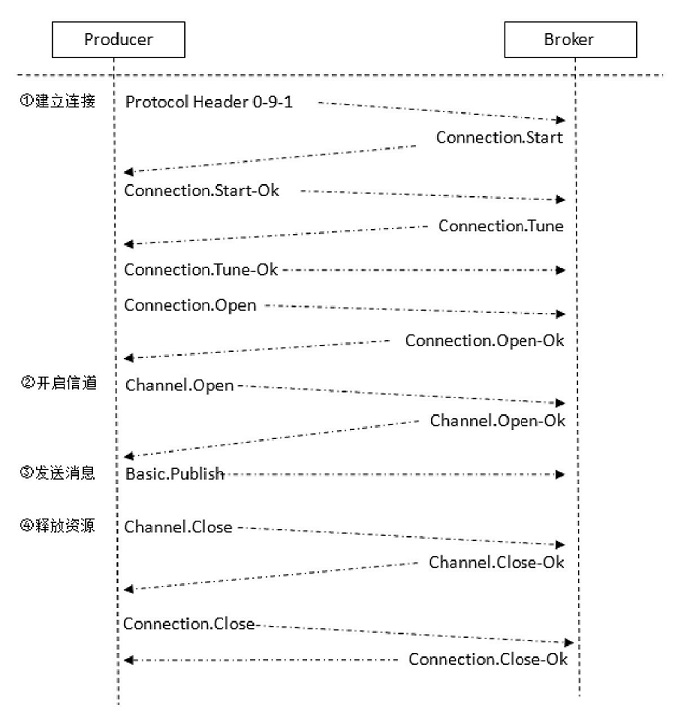 Producer
Broker
①建立连接
Protocol Header 0-9-1
Connection.Start
Connection.Start-Ok
Connection.Tune
Connection.Tune-Ok
Connection.Open
Connection.Open-Ok
②开启信道
Channel.Open
Channel.Open-Ok
③发送消息
Basic.Publish
④释放资源
Channel.Close
Channel.Close-Ok
Connection.Close
Connection.Close-Ok